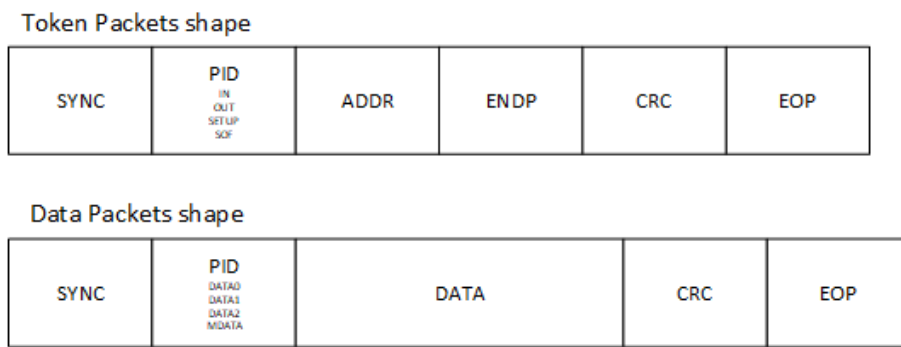 Token Packets shape
SYNC
PID
IN
OUT
SETUP
SOF
ADDR
ENDP
CRC
EOP
Data Packets shape
SYNC
PID
DATA0
DATA1
DATA2
MDATA
DATA
CRC
EOP